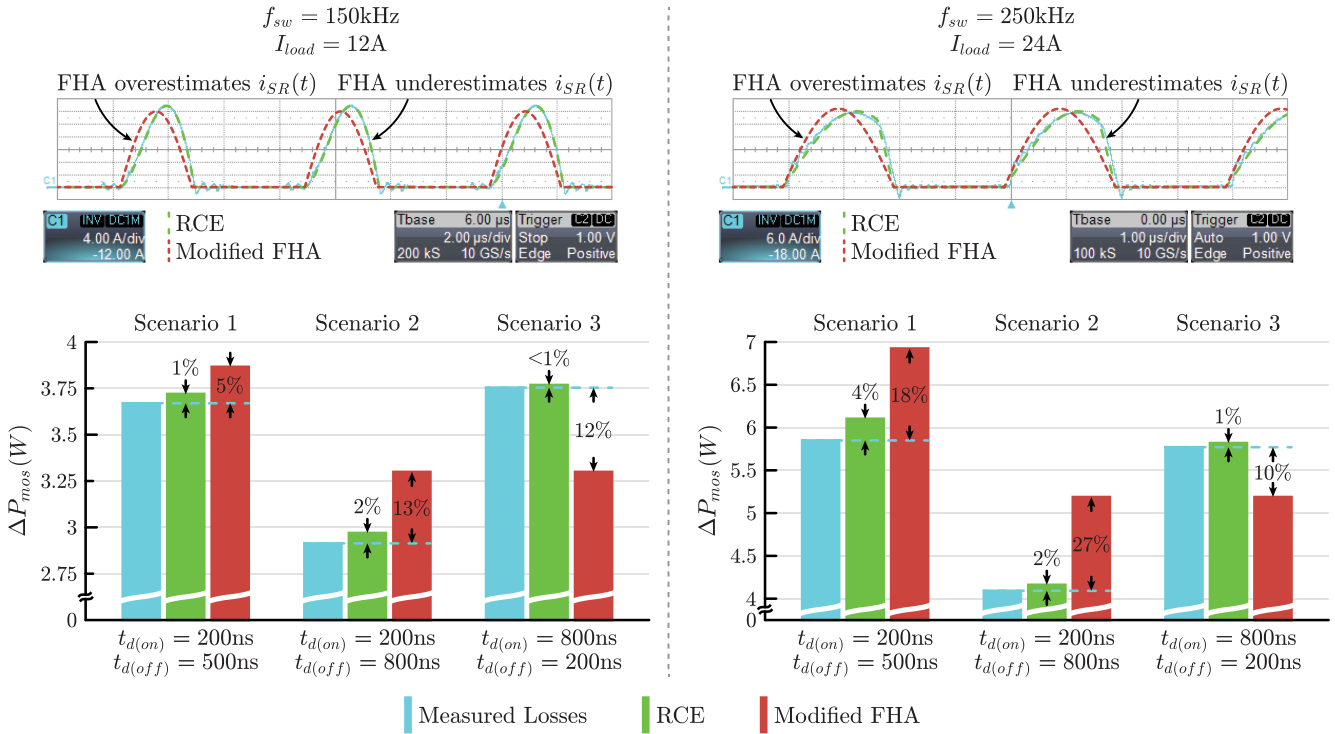 f_sw = 150kHz
I_load = 12A
FHA overestimates i_SR(t) FHA underestimates i_SR(t)
C1
C1 INV DC1M
4.00 A/div
-12.00 A
RCE
Modified FHA
Tbase 6.00 µs
2.00 µs/div
200 kS 10 GS/s
Trigger C2 DC
Stop 1.00 V
Edge Positive
Scenario 1 Scenario 2 Scenario 3
ΔP_mos(W)
4
3.75
3.5
3.25
3
2.75
0
1%
5%
2%
13%
<1%
12%
t_d(on) = 200ns
t_d(off) = 500ns
t_d(on) = 200ns
t_d(off) = 800ns
t_d(on) = 800ns
t_d(off) = 200ns
f_sw = 250kHz
I_load = 24A
FHA overestimates i_SR(t) FHA underestimates i_SR(t)
C1
C1 INV DC1M
6.0 A/div
-18.00 A
RCE
Modified FHA
Tbase 0.00 µs
1.00 µs/div
100 kS 10 GS/s
Trigger C2 DC
Auto 1.00 V
Edge Positive
Scenario 1 Scenario 2 Scenario 3
ΔP_mos(W)
7
6.5
6
5.5
5
4.5
4
0
4%
18%
2%
27%
1%
10%
t_d(on) = 200ns
t_d(off) = 500ns
t_d(on) = 200ns
t_d(off) = 800ns
t_d(on) = 800ns
t_d(off) = 200ns
Measured Losses RCE Modified FHA